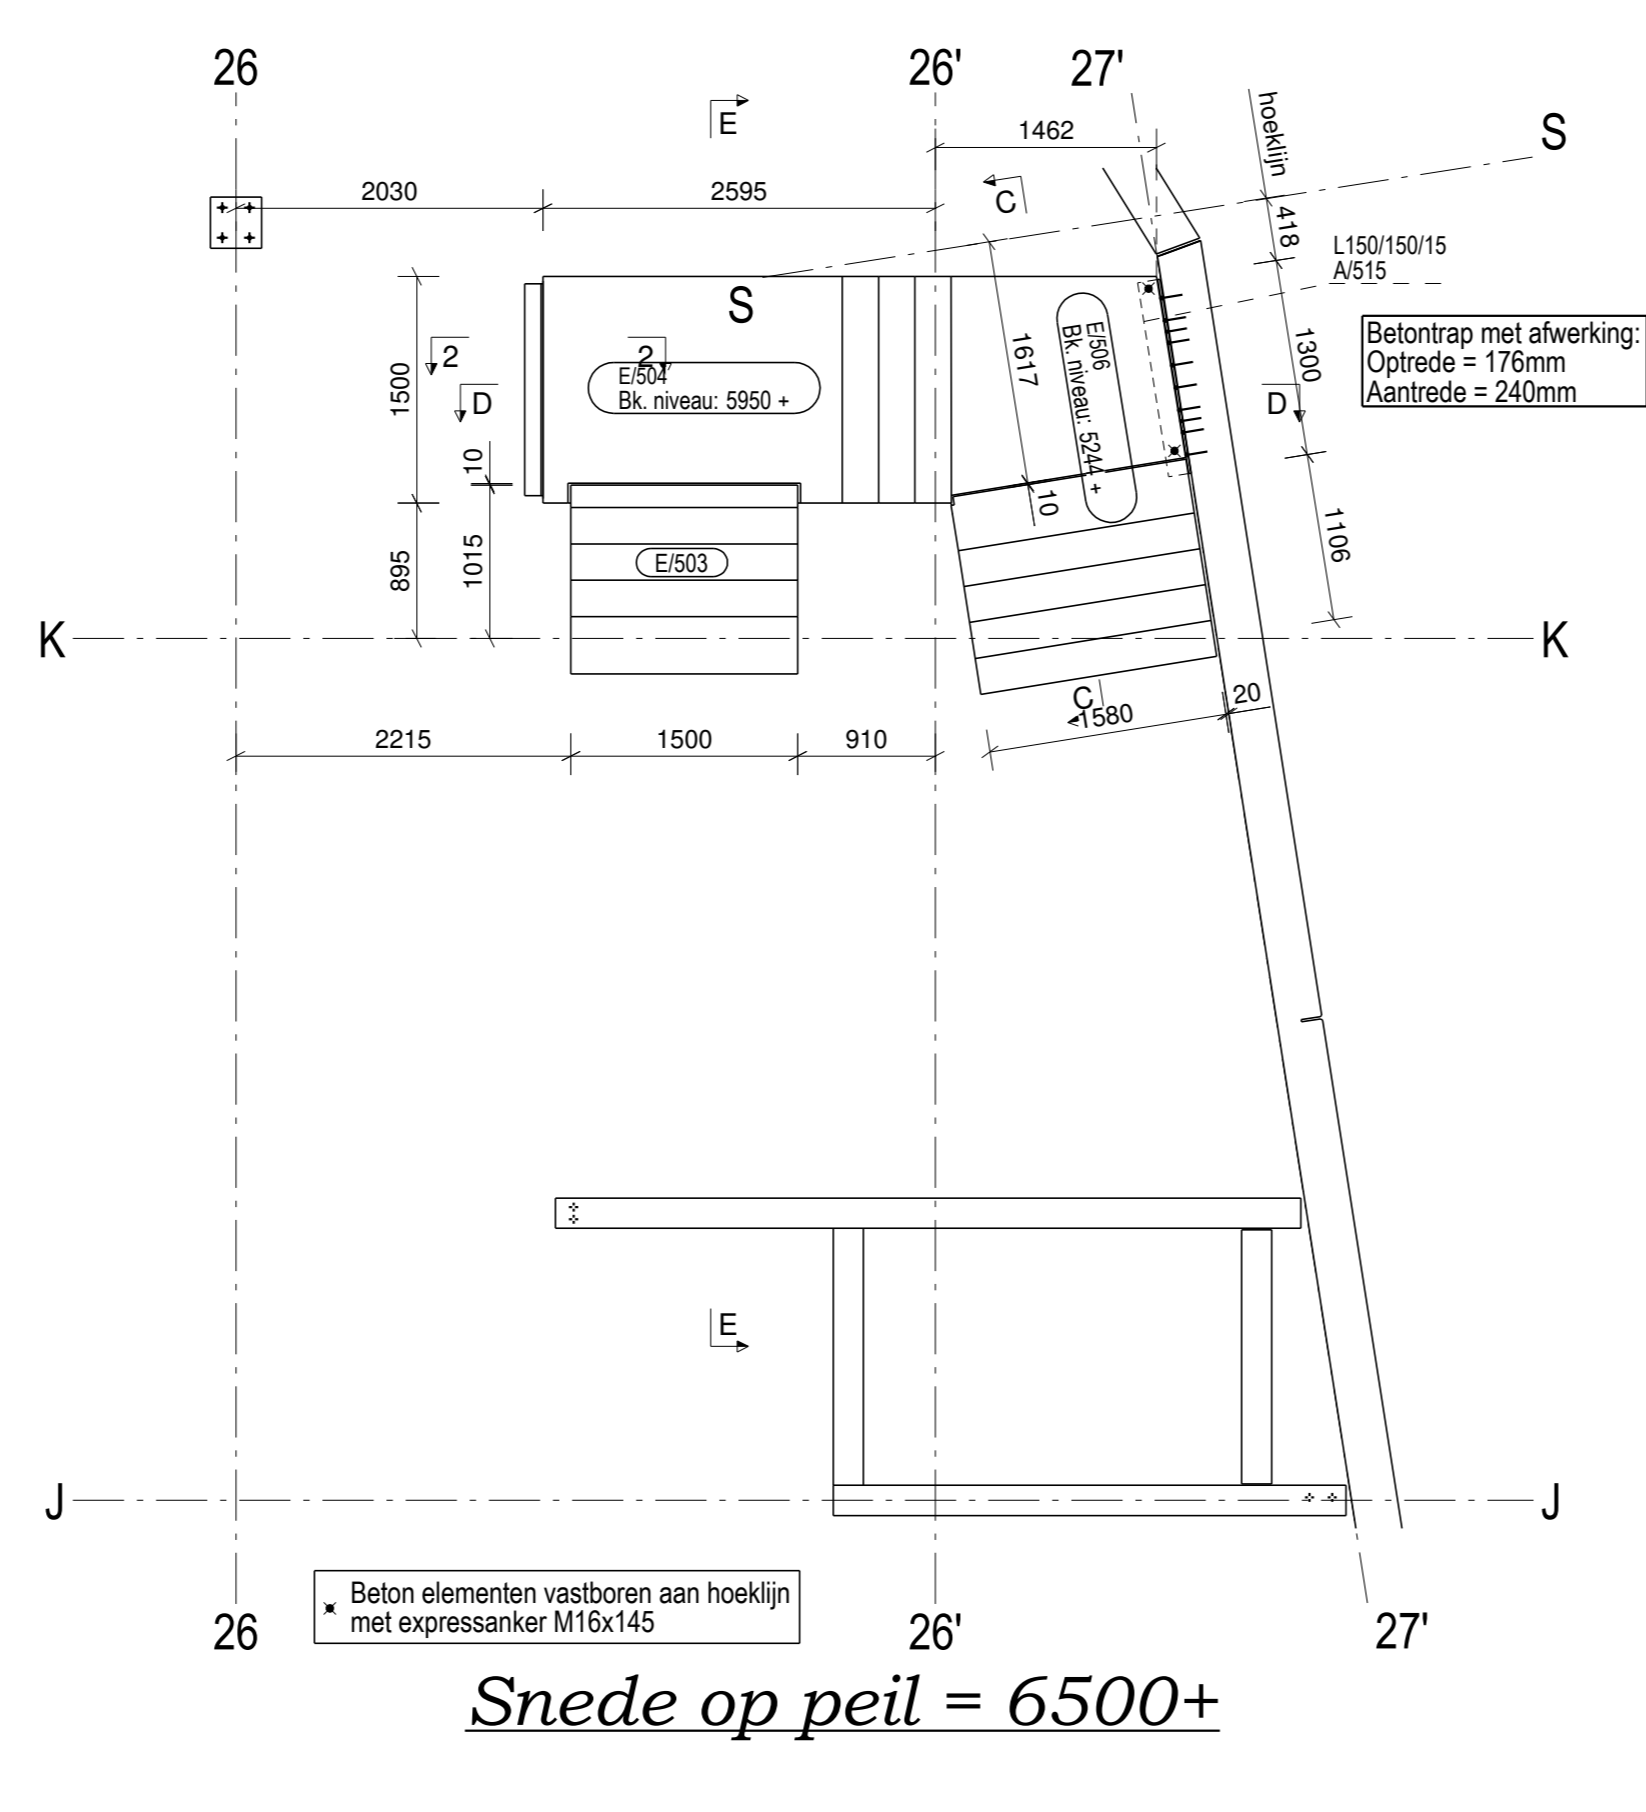 26
26'
27'
E
1462
hoeklijn
S
2030
2595
C
418
L150/150/15
A/515
S
1500
2
2
E/504
Bk. niveau: 5950 +
D
1617
E/506
Bk. niveau: 5244 +
1300
D
Betontrap met afwerking:
Optrede = 176mm
Aantrede = 240mm
10
10
1106
895
1015
E/503
K
K
C
1580
20
2215
1500
910
E
J
J
Beton elementen vastboren aan hoeklijn
met expressanker M16x145
26
26'
27'
Snede op peil = 6500+